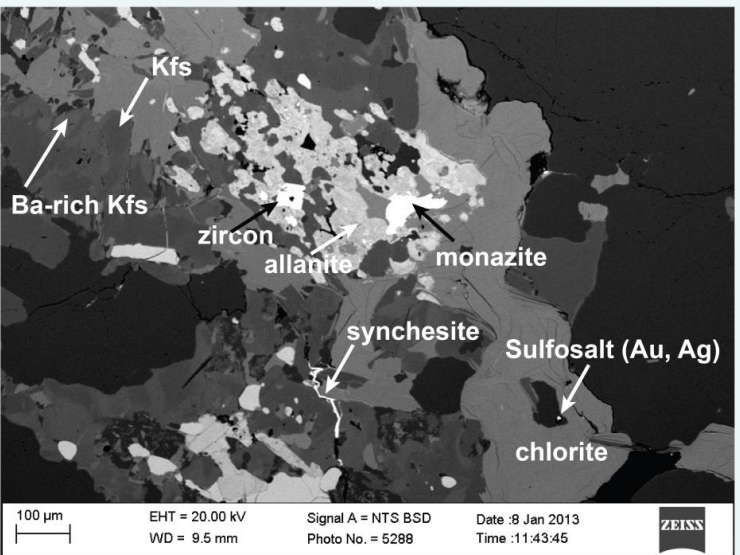 Kfs
Ba-rich Kfs
zircon
allanite
monazite
synchesite
Sulfosalt (Au, Ag)
chlorite
100 µm
EHT = 20.00 kV
Signal A = NTS BSD
Date :8 Jan 2013
ZEISS
WD = 9.5 mm
Photo No. = 5288
Time :11:43:45